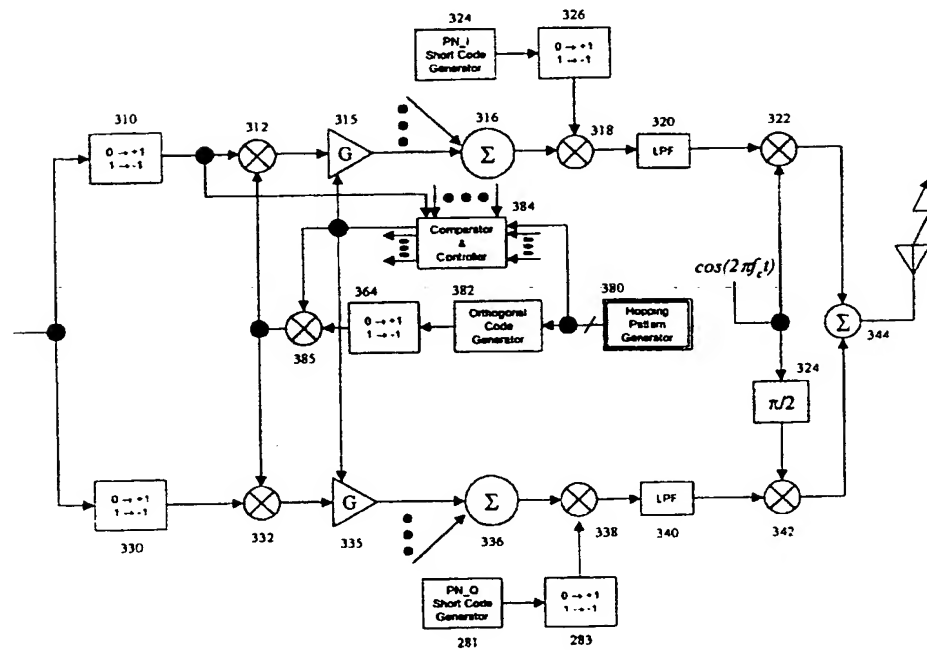 324
326
PN_I
Short Code
Generator
0 → +1
1 → -1
310
312
315
316
318
320
322
0 → +1
1 → -1
G
Σ
LPF
384
Comparator
&
Controller
cos(2πf_c t)
364
382
380
0 → +1
1 → -1
Orthogonal
Code
Generator
Hopping
Pattern
Generator
385
Σ
344
324
π/2
0 → +1
1 → -1
G
Σ
LPF
330
332
335
336
338
340
342
PN_Q
Short Code
Generator
0 → +1
1 → -1
281
283